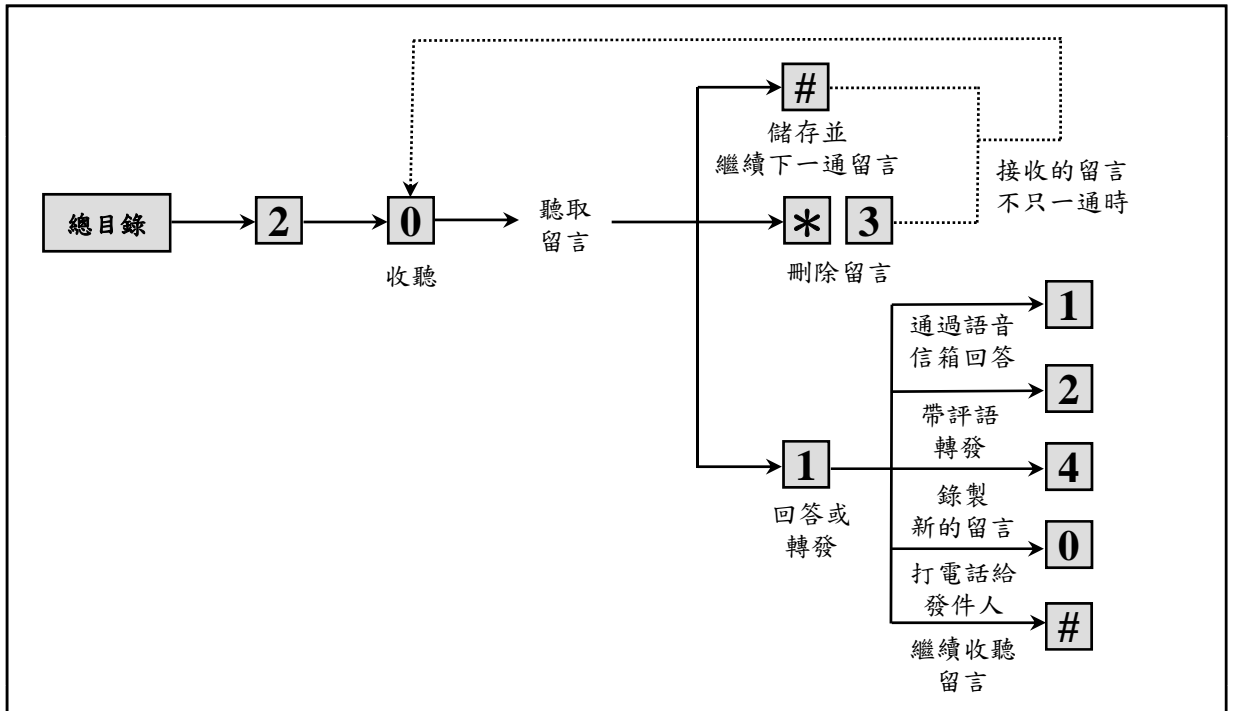 #
儲存並
繼續下一通留言
接收的留言
不只一通時
總目錄
2
0
收聽
聽取
留言
* 3
刪除留言
1
回答或
轉發
通過語音
信箱回答
1
帶評語
轉發
2
錄製
新的留言
4
打電話給
發件人
0
繼續收聽
留言
#